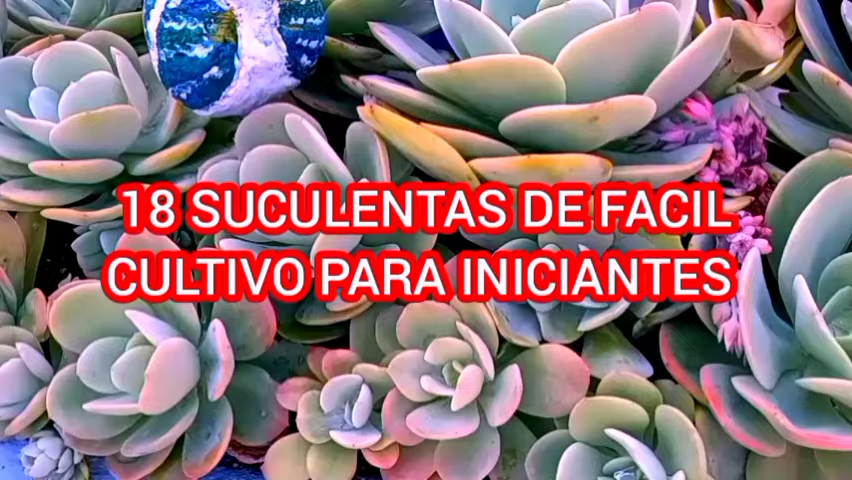 18 SUCULENTAS DE FACIL
CULTIVO PARA INICIANTES